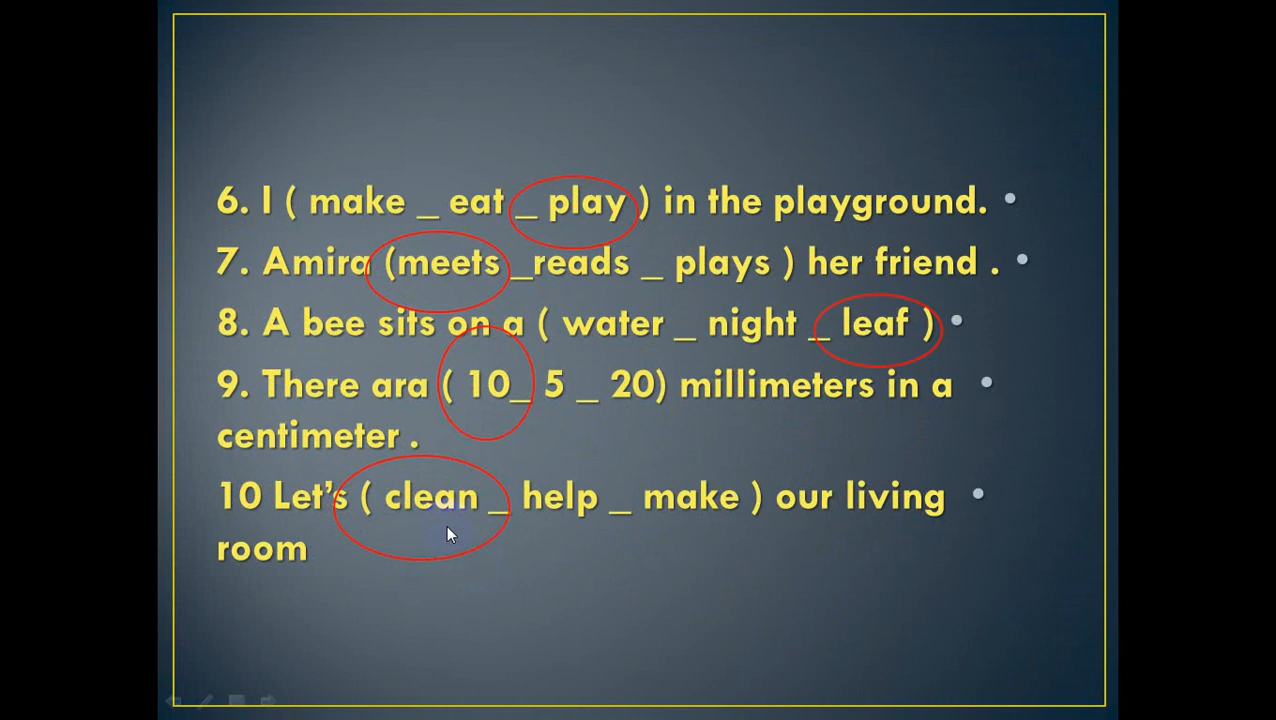 6. I ( make _ eat _ play ) in the playground. •
7. Amira (meets _reads _ plays ) her friend . •
8. A bee sits on a ( water _ night _ leaf ) •
9. There ara ( 10_ 5 _ 20) millimeters in a •
centimeter .
10 Let's ( clean _ help _ make ) our living •
room